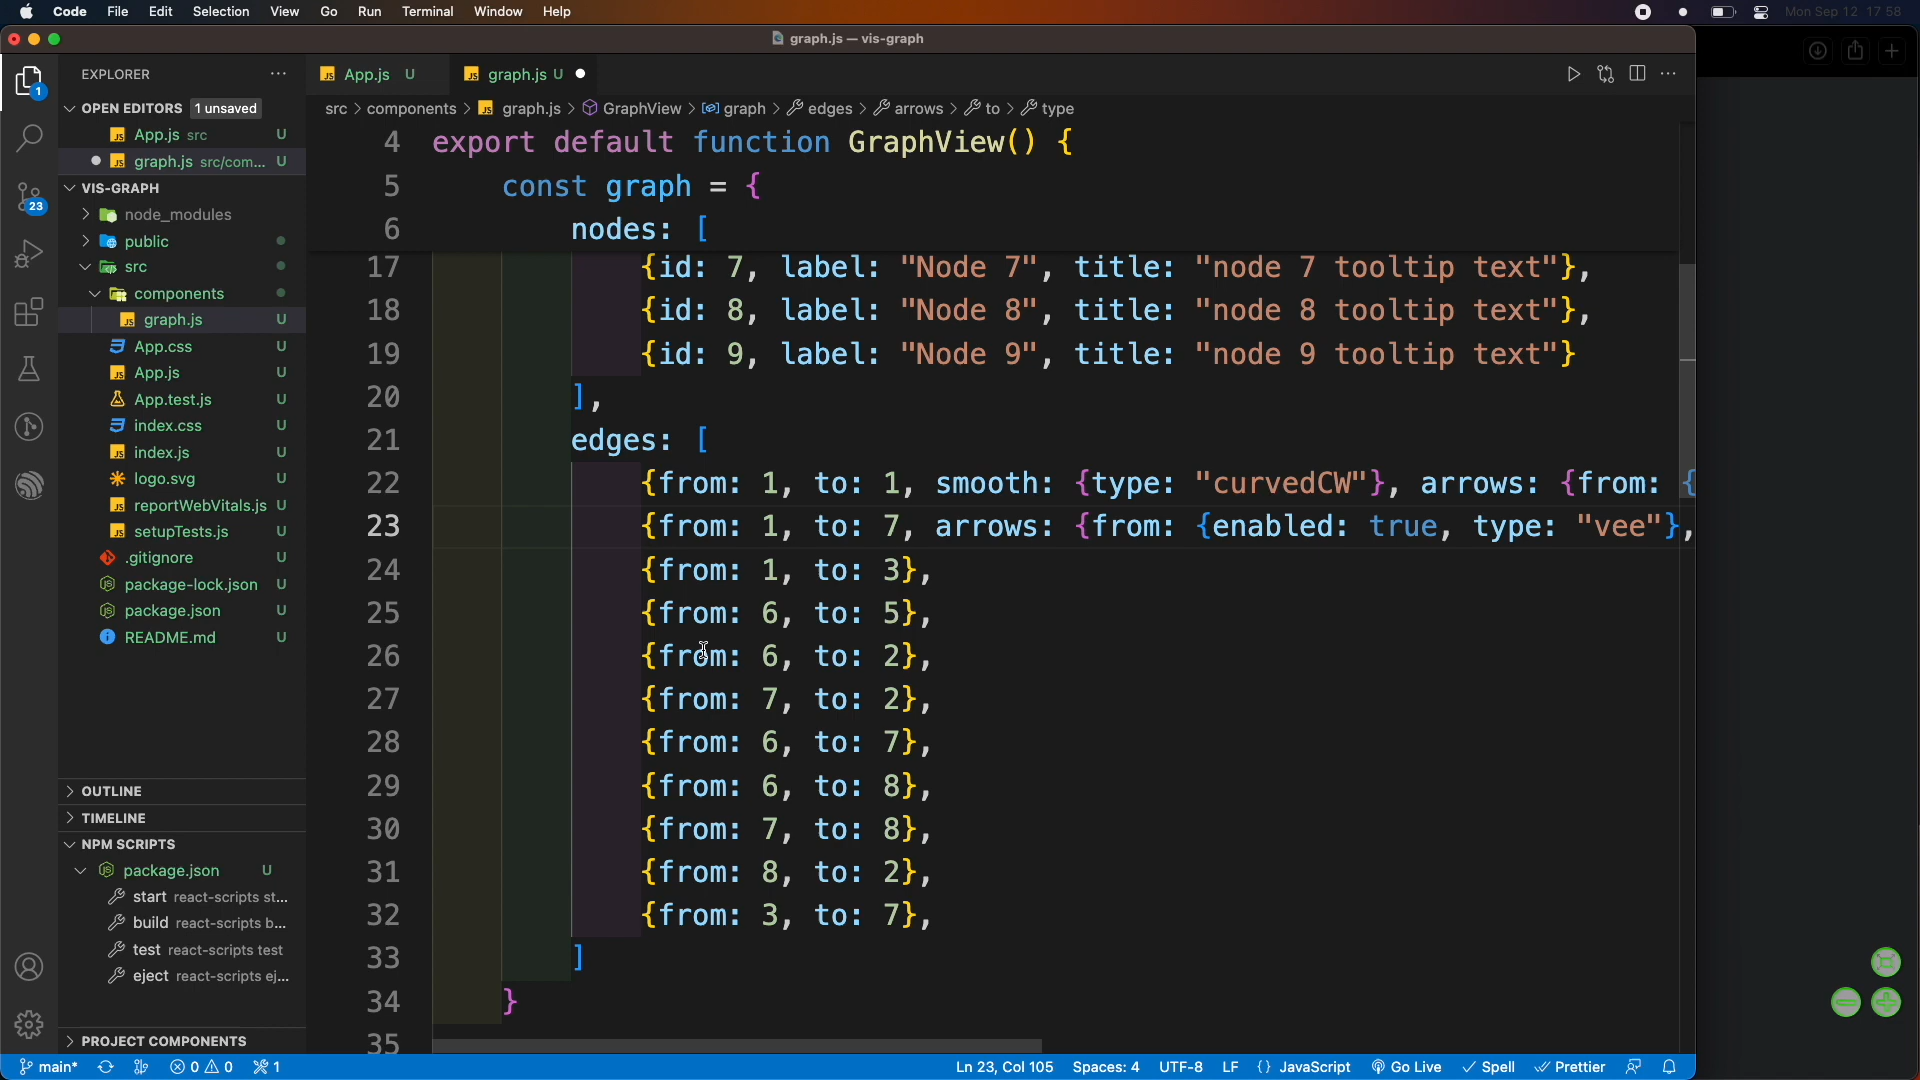 Code File Edit Selection View Go Run Terminal Window Help Mon Sep 12 17 58
graph.js — vis-graph
EXPLORER
App.js U
graph.js U
OPEN EDITORS 1 unsaved
src > components > graph.js > GraphView > graph > edges > arrows > to > type
App.js src U
graph.js src/com... U
VIS-GRAPH
node_modules
public
src
components
graph.js U
App.css U
App.js U
App.test.js U
index.css U
index.js U
logo.svg U
reportWebVitals.js U
setupTests.js U
.gitignore U
package-lock.json U
package.json U
README.md U
OUTLINE
TIMELINE
NPM SCRIPTS
package.json U
start react-scripts st...
build react-scripts b...
test react-scripts test
eject react-scripts ej...
PROJECT COMPONENTS
1
23
4 export default function GraphView() {
5 const graph = {
6 nodes: [
17 {id: 7, label: "Node 7", title: "node 7 tooltip text"},
18 {id: 8, label: "Node 8", title: "node 8 tooltip text"},
19 {id: 9, label: "Node 9", title: "node 9 tooltip text"}
20 ],
21 edges: [
22 {from: 1, to: 1, smooth: {type: "curvedCW"}, arrows: {from: {
23 {from: 1, to: 7, arrows: {from: {enabled: true, type: "vee"},
24 {from: 1, to: 3},
25 {from: 6, to: 5},
26 {from: 6, to: 2},
27 {from: 7, to: 2},
28 {from: 6, to: 7},
29 {from: 6, to: 8},
30 {from: 7, to: 8},
31 {from: 8, to: 2},
32 {from: 3, to: 7},
33 ]
34 }
35
main* 0 0 1 Ln 23, Col 105 Spaces: 4 UTF-8 LF {} JavaScript Go Live Spell Prettier